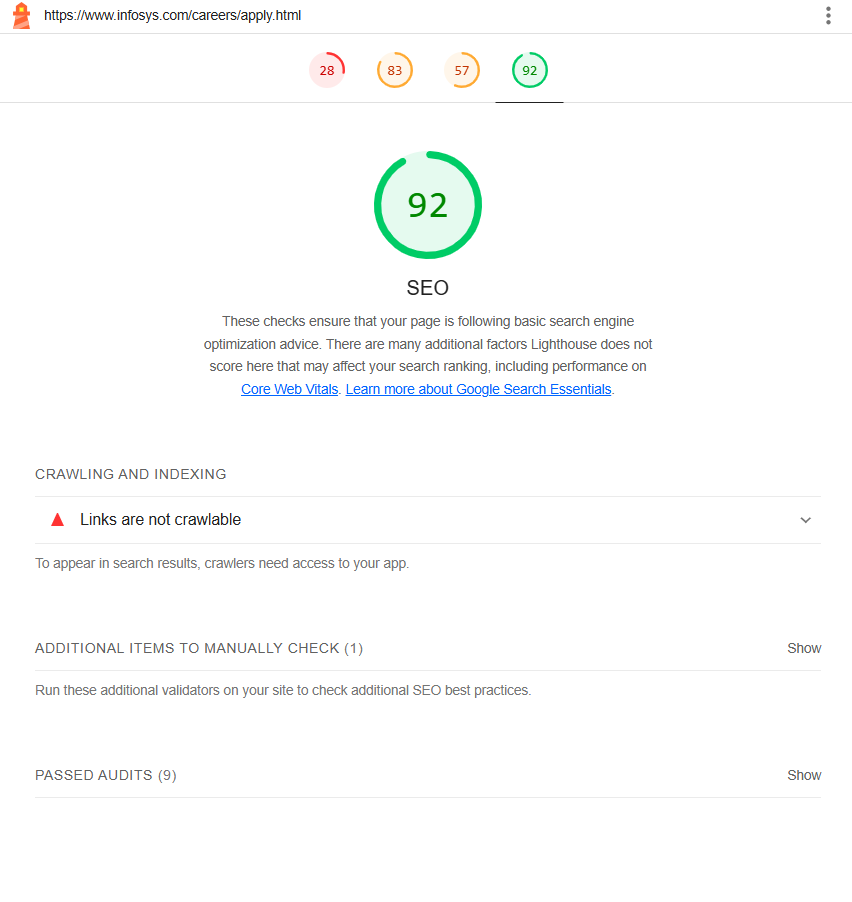 https://www.infosys.com/careers/apply.html
28 83 57 92
92
SEO
These checks ensure that your page is following basic search engine
optimization advice. There are many additional factors Lighthouse does not
score here that may affect your search ranking, including performance on
Core Web Vitals. Learn more about Google Search Essentials.
CRAWLING AND INDEXING
Links are not crawlable
To appear in search results, crawlers need access to your app.
ADDITIONAL ITEMS TO MANUALLY CHECK (1) Show
Run these additional validators on your site to check additional SEO best practices.
PASSED AUDITS (9) Show